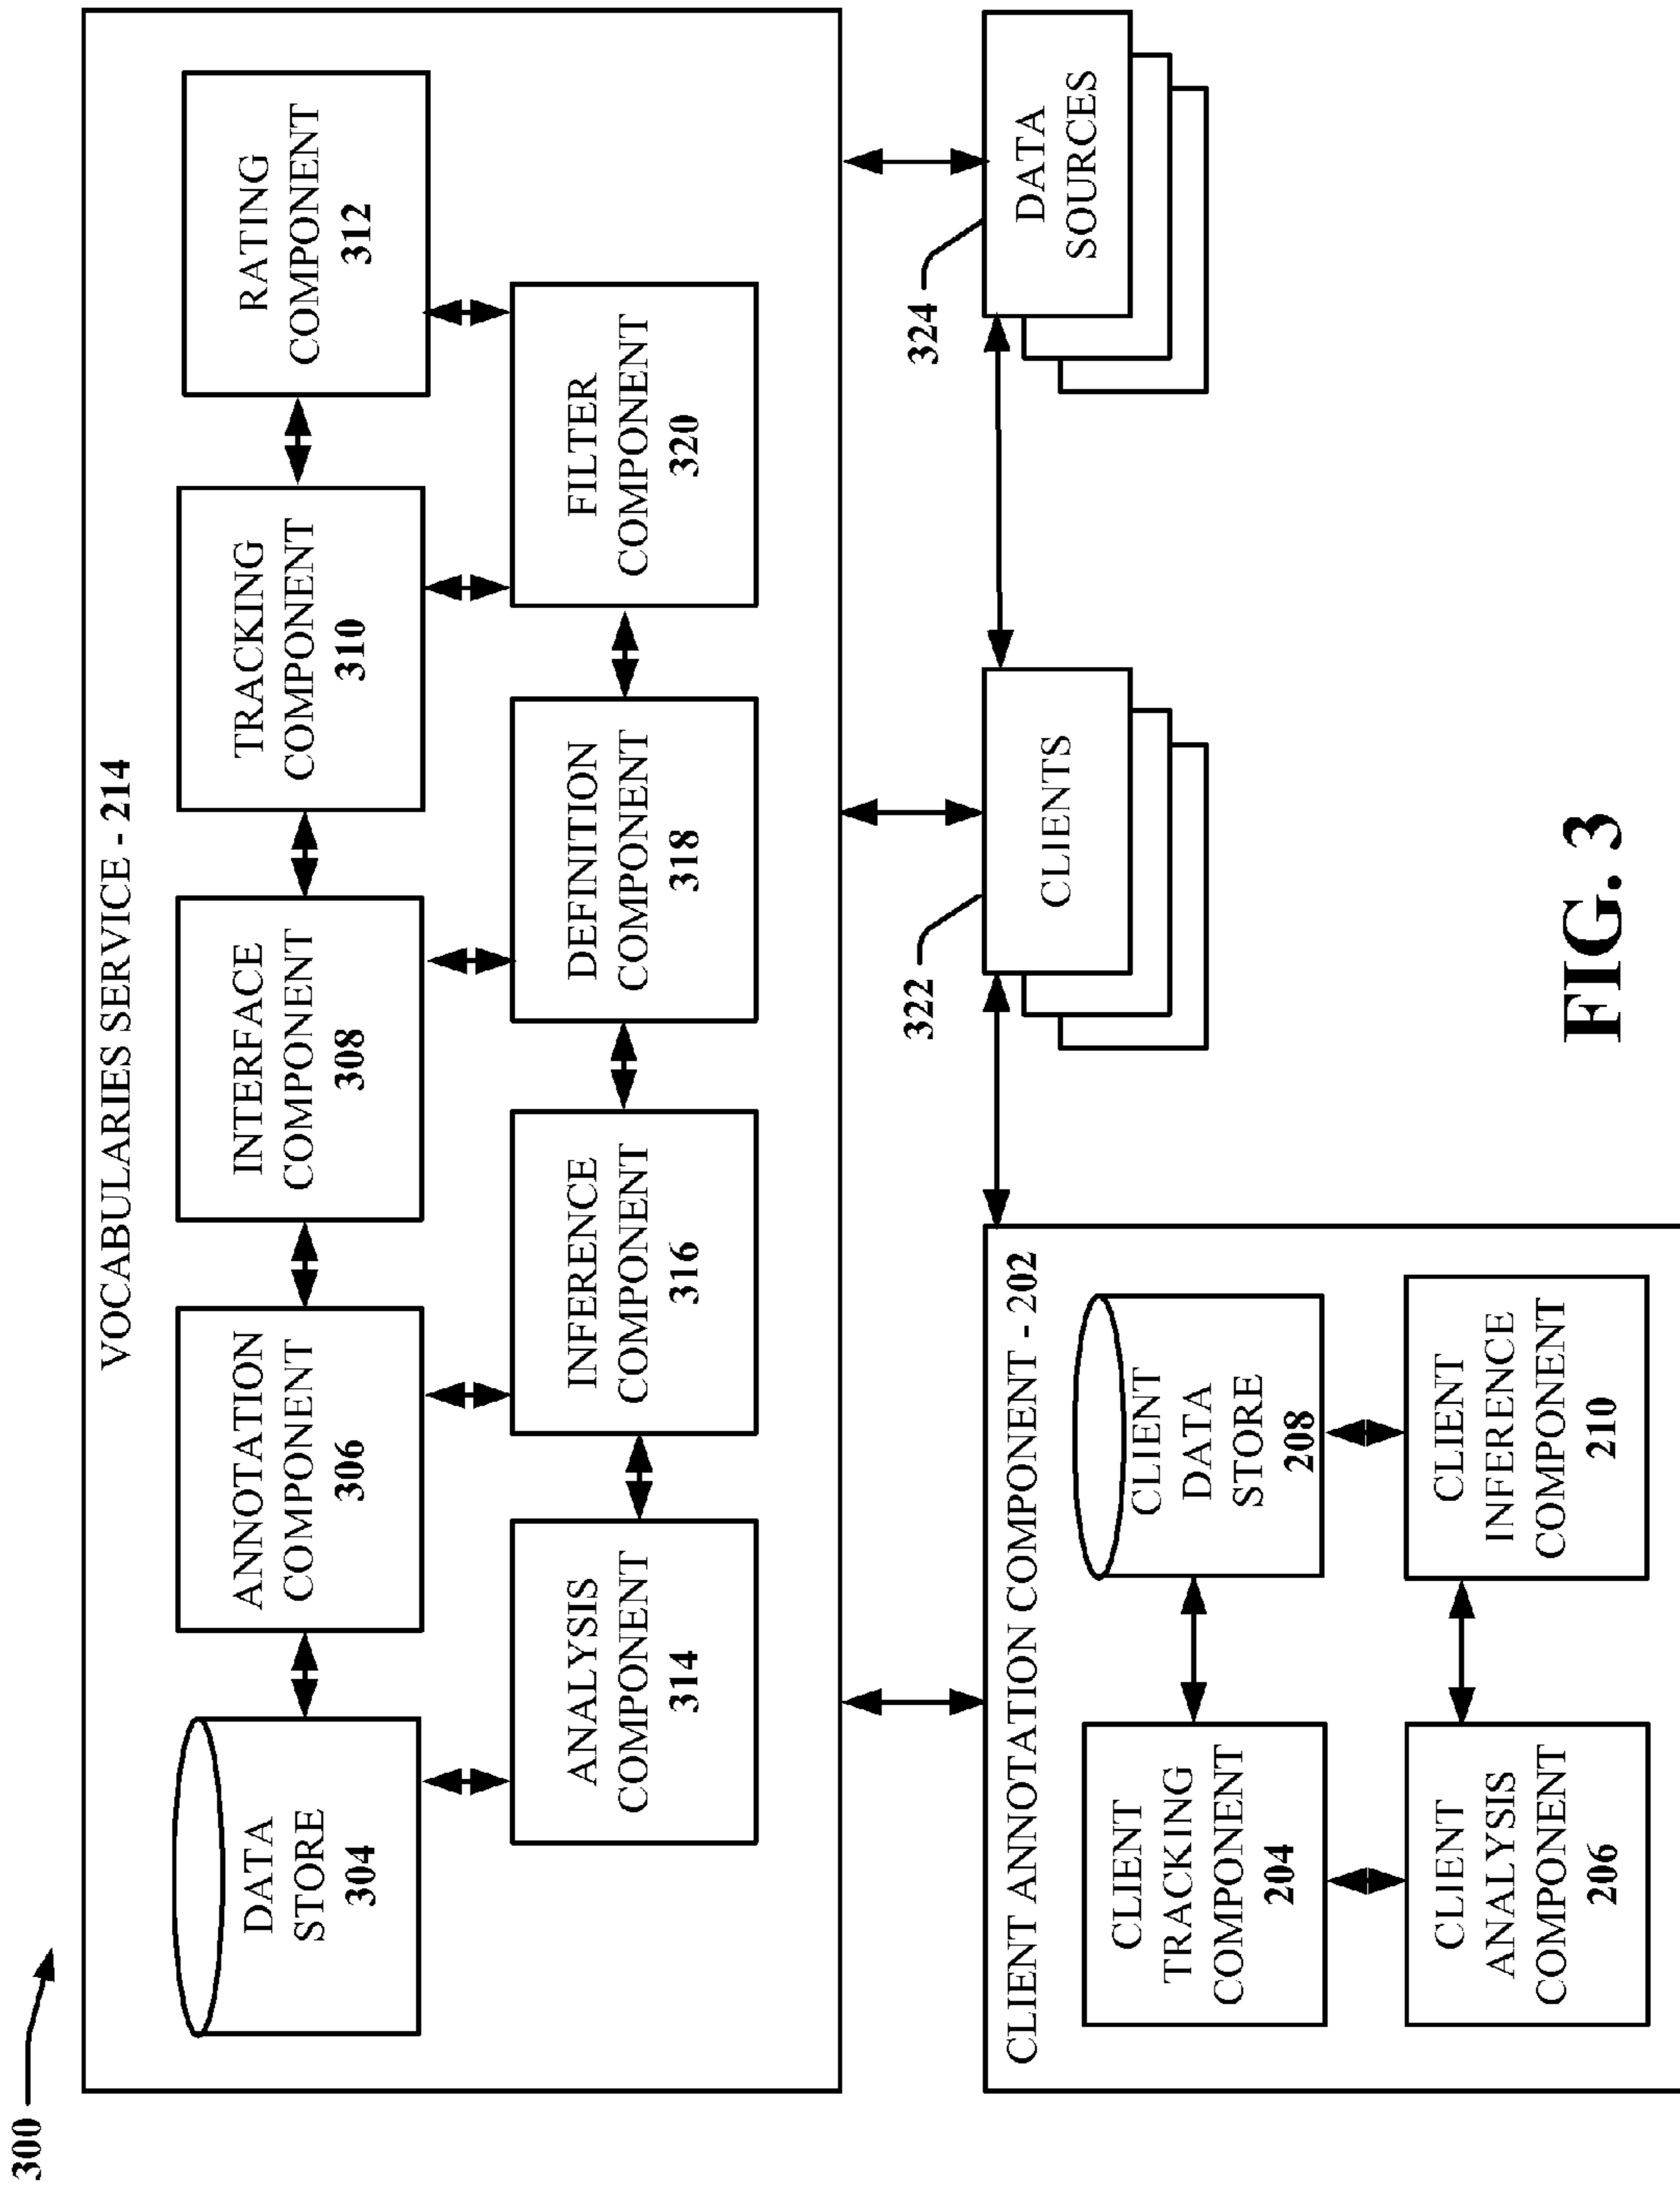 300
VOCABULARIES SERVICE - 214
DATA
STORE
304
ANNOTATION
COMPONENT
306
INTERFACE
COMPONENT
308
TRACKING
COMPONENT
310
RATING
COMPONENT
312
ANALYSIS
COMPONENT
314
INFERENCE
COMPONENT
316
DEFINITION
COMPONENT
318
FILTER
COMPONENT
320
CLIENT ANNOTATION COMPONENT - 202
CLIENT
TRACKING
COMPONENT
204
CLIENT
DATA
STORE
208
CLIENT
ANALYSIS
COMPONENT
206
CLIENT
INFERENCE
COMPONENT
210
322
CLIENTS
324
DATA
SOURCES
FIG. 3